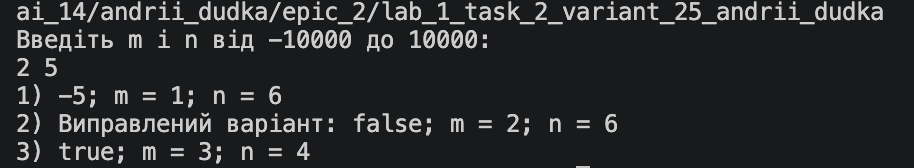 ai_14/andrii_dudka/epic_2/lab_1_task_2_variant_25_andrii_dudka
Введіть m і n від -10000 до 10000:
2 5
1) -5; m = 1; n = 6
2) Виправлений варіант: false; m = 2; n = 6
3) true; m = 3; n = 4